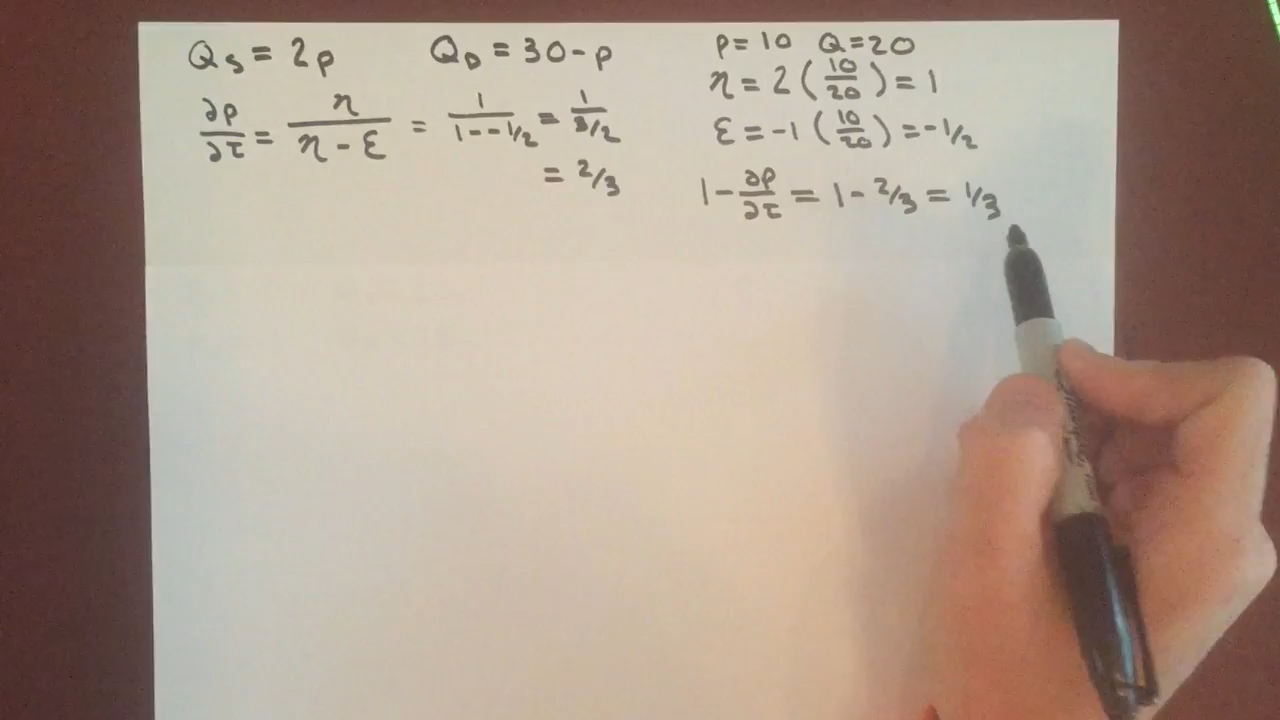 Qs = 2p QD = 30 - p p = 10 Q = 20
η = 2 (10/20) = 1
∂p/∂τ = η/(η - ε) = 1/(1 - -1/2) = 1/(3/2)
ε = -1 (10/20) = -1/2
= 2/3
1 - ∂p/∂τ = 1 - 2/3 = 1/3